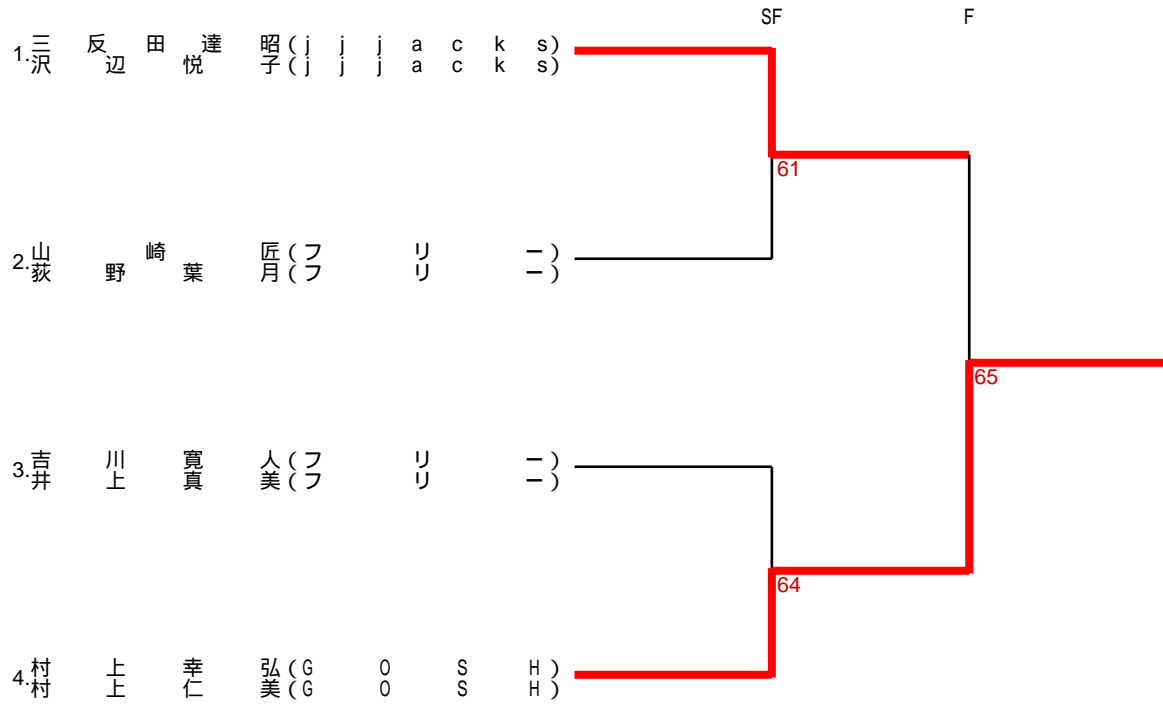 SF F
1.三反田達昭(jjjacks)
沢辺悦子(jjjacks)
61
2.山崎匠(フリー)
荻野葉月(フリー)
65
3.吉川寛人(フリー)
井上真美(フリー)
64
4.村上幸弘(GOSH)
村上仁美(GOSH)